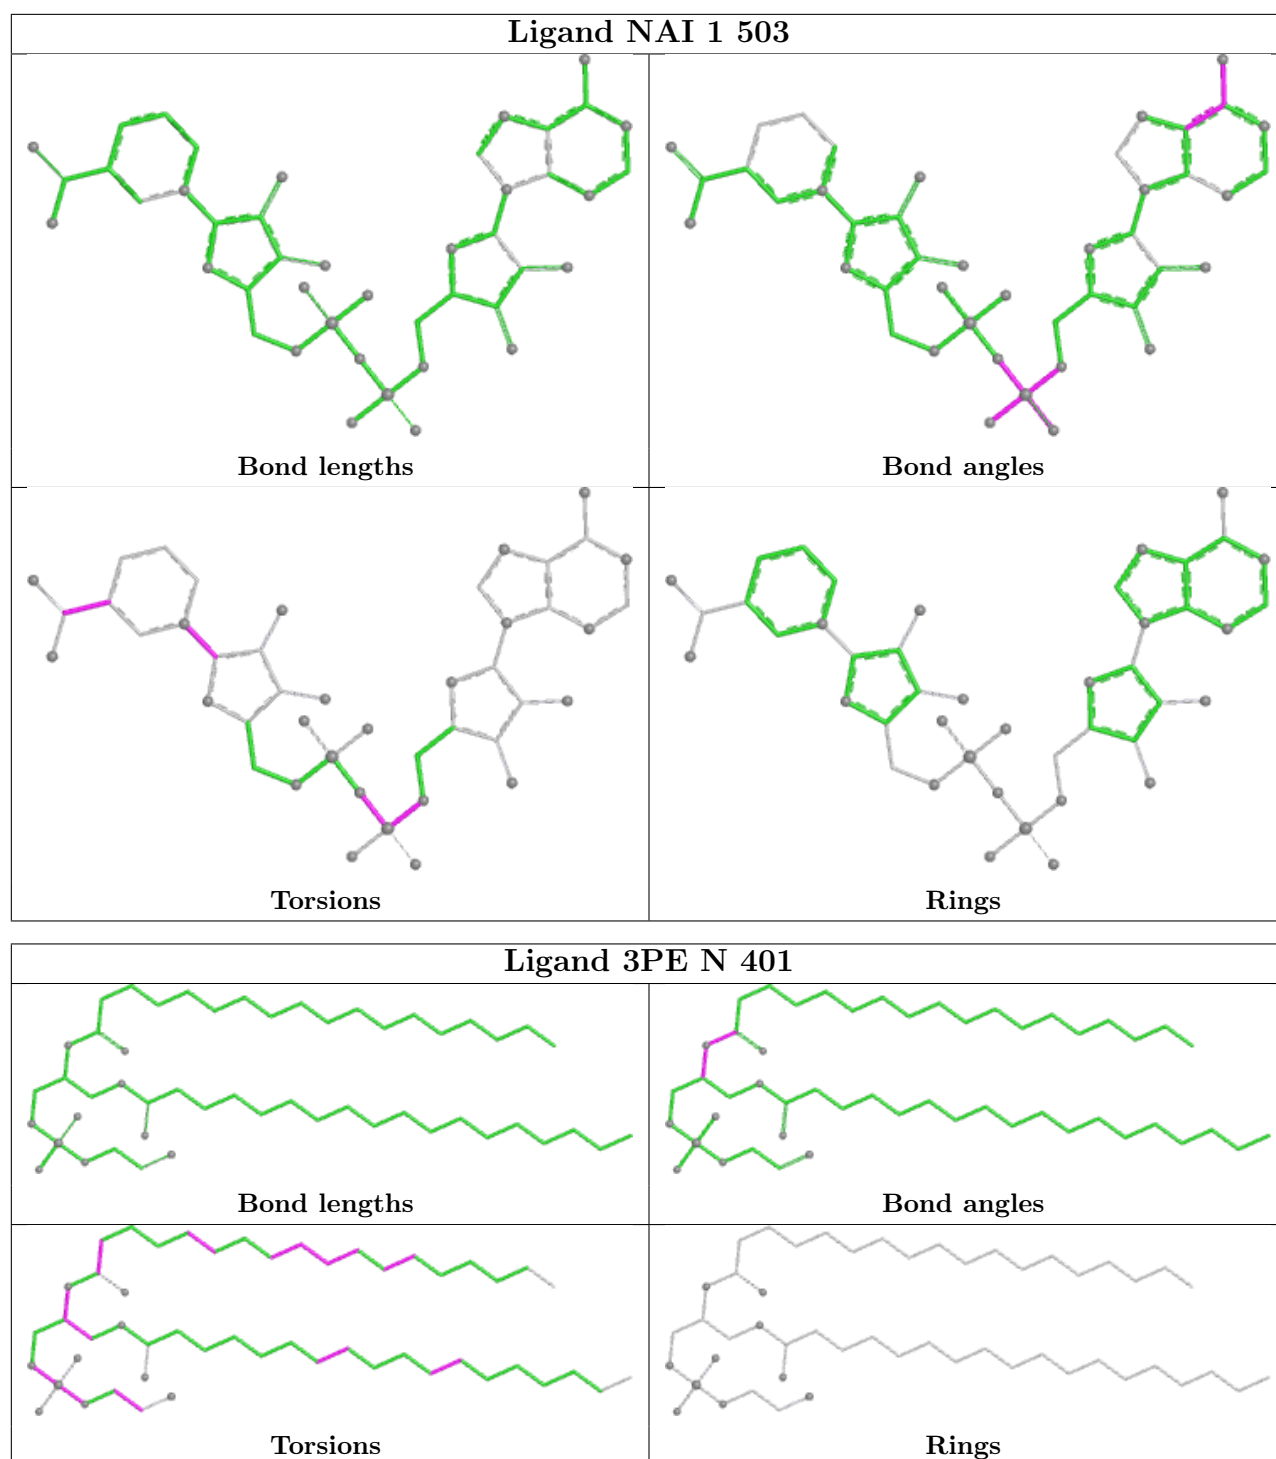 Ligand NAI 1 503
Bond lengths
Bond angles
Torsions
Rings
Ligand 3PE N 401
Bond lengths
Bond angles
Torsions
Rings